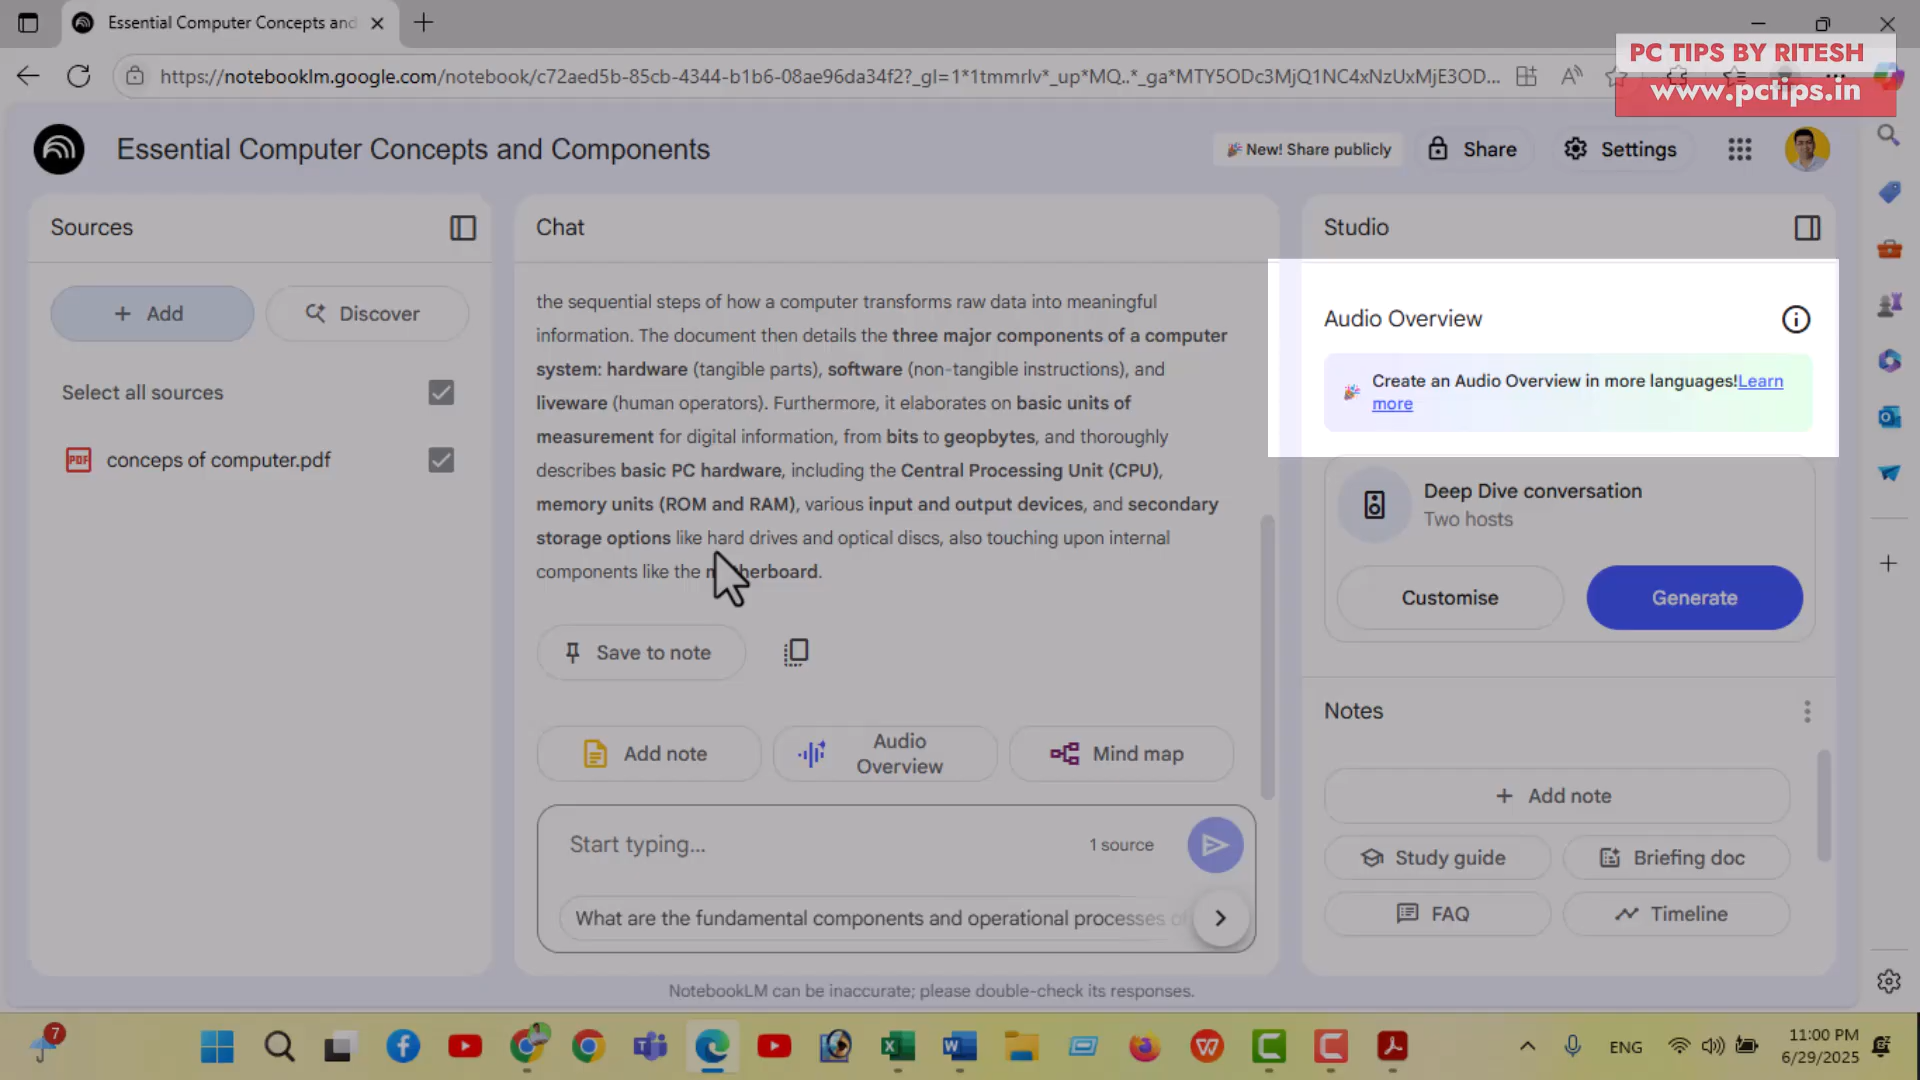 Essential Computer Concepts and
PC TIPS BY RITESH
www.pctips.in
https://notebooklm.google.com/notebook/c72aed5b-85cb-4344-b1b6-08ae96da34f2?_gl=1*1tmmrlv*_up*MQ..*_ga*MTY5ODc3MjQ1NC4xNzUxMjE3OD...
Essential Computer Concepts and Components
New! Share publicly
Share
Settings
Sources
Add
Discover
Select all sources
PDF
conceps of computer.pdf
Chat
the sequential steps of how a computer transforms raw data into meaningful
information. The document then details the three major components of a computer
system: hardware (tangible parts), software (non-tangible instructions), and
liveware (human operators). Furthermore, it elaborates on basic units of
measurement for digital information, from bits to geopbytes, and thoroughly
describes basic PC hardware, including the Central Processing Unit (CPU),
memory units (ROM and RAM), various input and output devices, and secondary
storage options like hard drives and optical discs, also touching upon internal
components like the motherboard.
Save to note
Add note
Audio
Overview
Mind map
Start typing...
1 source
What are the fundamental components and operational processes
NotebookLM can be inaccurate; please double-check its responses.
Studio
Audio Overview
Create an Audio Overview in more languages!Learn
more
Deep Dive conversation
Two hosts
Customise
Generate
Notes
Add note
Study guide
Briefing doc
FAQ
Timeline
7
ENG
11:00 PM
6/29/2025